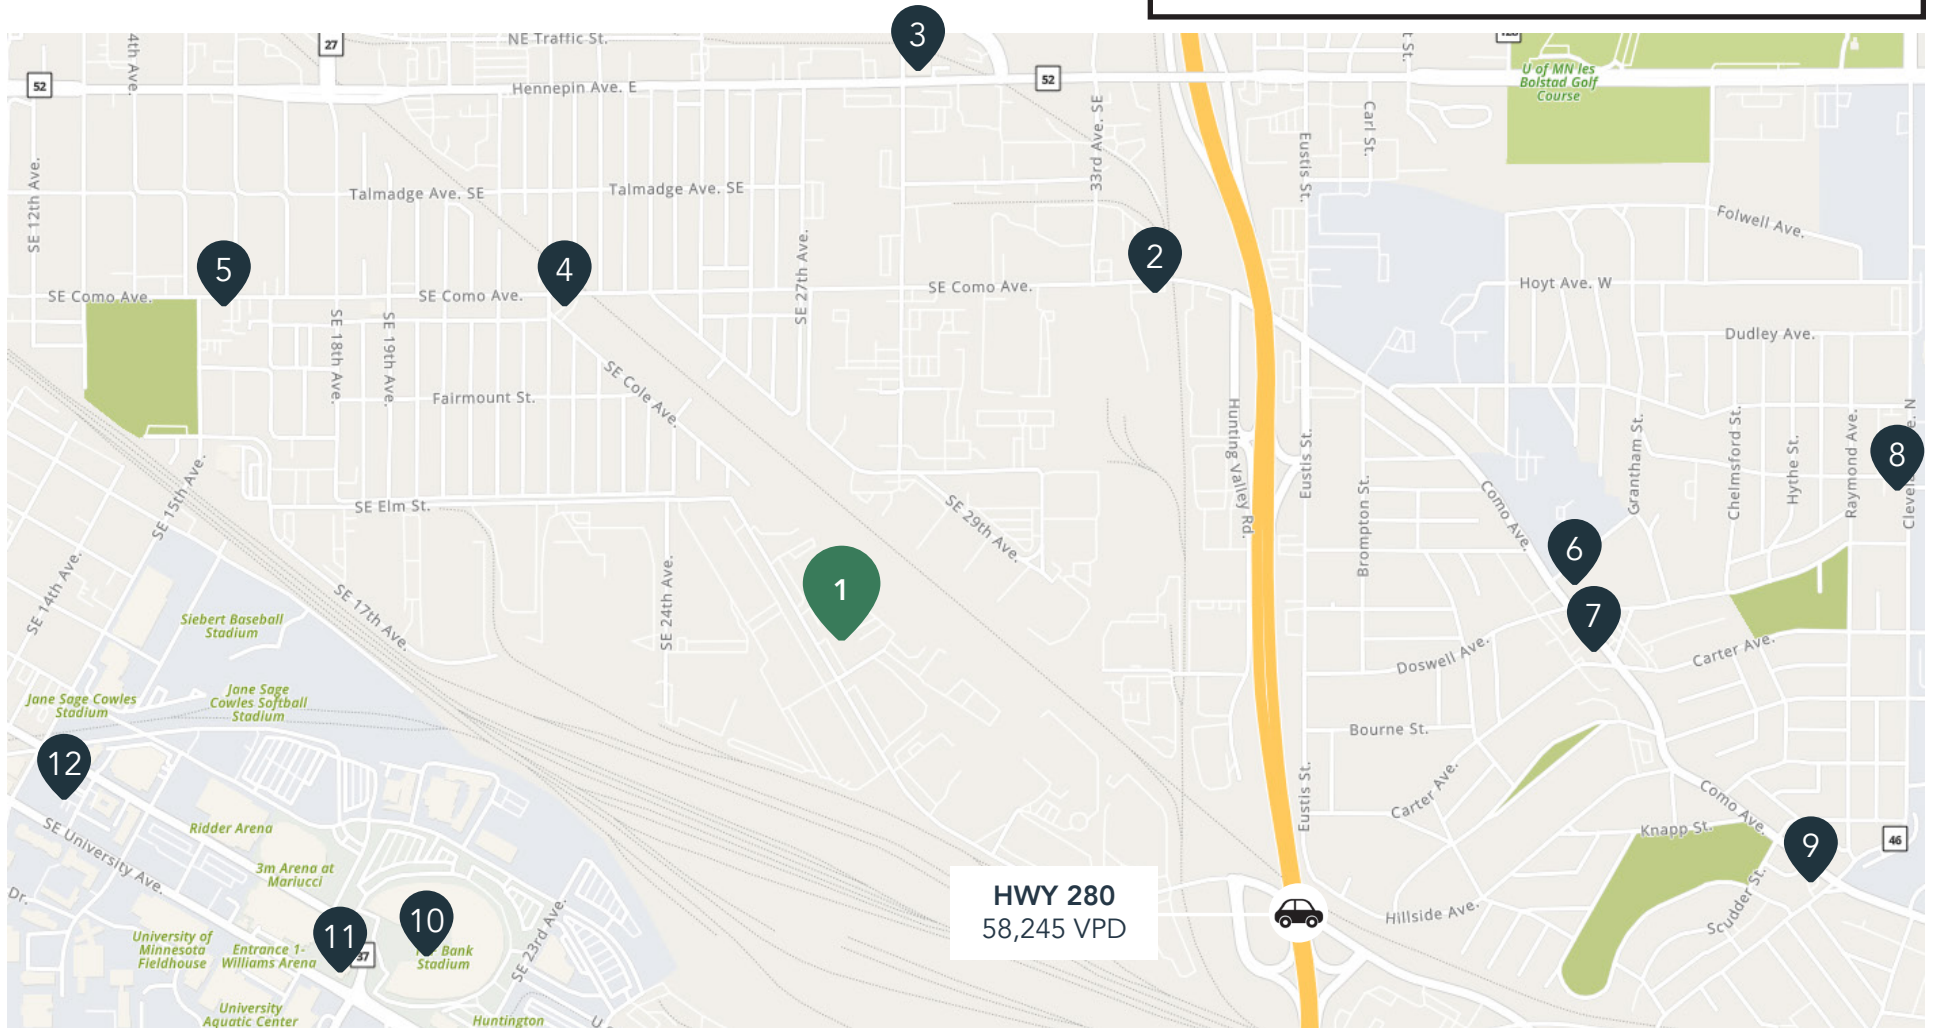 3
27
NE Traffic St.
4th Ave.
52
Hennepin Ave. E
52
U of MN les
Bolstad Golf
Course
33rd Ave. SE
Carl St.
Eustis St.
SE 12th Ave.
Talmadge Ave. SE
Talmadge Ave. SE
Folwell Ave.
5
4
2
SE 27th Ave.
SE Como Ave.
SE Como Ave.
SE Como Ave.
Hoyt Ave. W
Dudley Ave.
SE 18th Ave.
SE 19th Ave.
Fairmount St.
SE Cole Ave.
Hunting Valley Rd.
Eustis St.
Brompton St.
Como Ave.
Grantham St.
Chelmsford St.
Hythe St.
Raymond Ave.
8
SE 15th Ave.
SE Elm St.
SE 29th Ave.
6
1
7
SE 14th Ave.
SE 17th Ave.
SE 24th Ave.
Siebert Baseball
Stadium
Doswell Ave.
Carter Ave.
Jane Sage Cowles
Stadium
Jane Sage
Cowles Softball
Stadium
Bourne St.
12
Eustis St.
Carter Ave.
Como Ave.
Knapp St.
46
9
SE University Ave.
Ridder Arena
3m Arena at
Mariucci
HWY 280
58,245 VPD
Dr.
10
11
37
Bank
Stadium
University of
Minnesota
Fieldhouse
Entrance 1-
Williams Arena
SE 23rd Ave.
Hillside Ave.
Scudder St.
University
Aquatic Center
Huntington